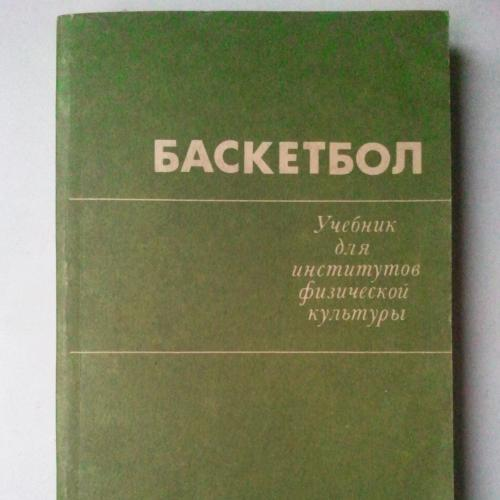 БАСКЕТБОЛ
Учебник
для
институтов
физической
культуры